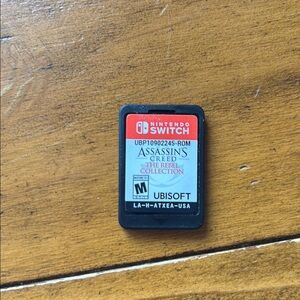 NINTENDO
SWITCH
UBP10902245-ROM
ASSASSIN'S
CREED
THE REBEL
COLLECTION
M
UBISOFT
LA-H-ATXEA-USA